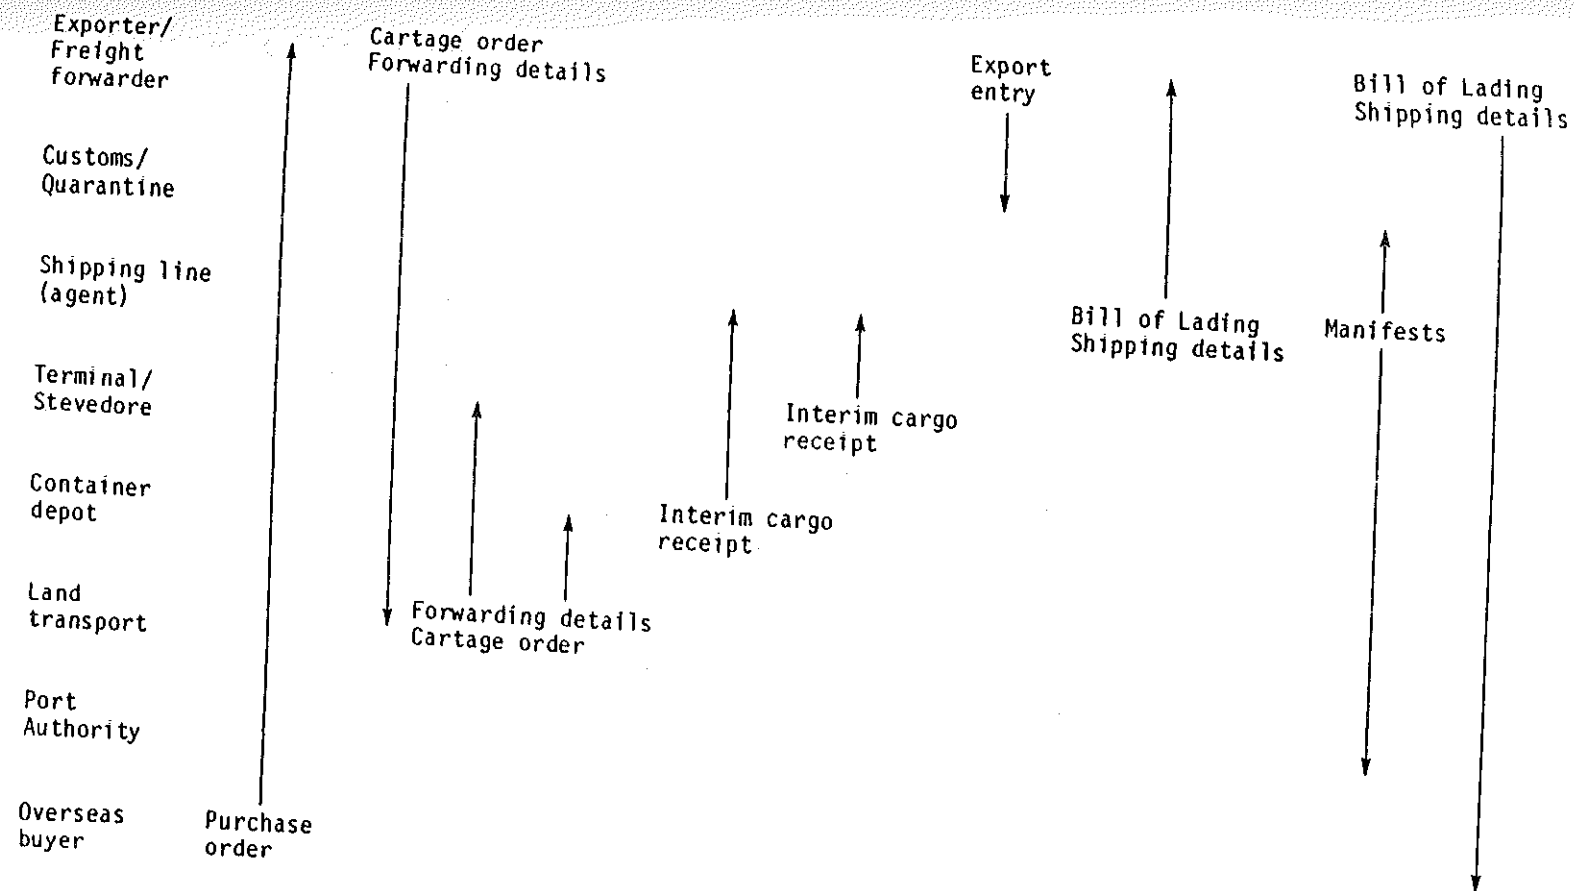 Exporter/
Freight
forwarder
Cartage order
Forwarding details
Export
entry
Bill of Lading
Shipping details
Customs/
Quarantine
Shipping line
(agent)
Bill of Lading
Shipping details
Manifests
Terminal/
Stevedore
Interim cargo
receipt
Container
depot
Interim cargo
receipt
Land
transport
Forwarding details
Cartage order
Port
Authority
Overseas
buyer
Purchase
order